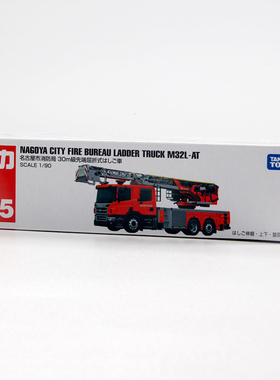 カ
5
NAGOYA CITY FIRE BUREAU LADDER TRUCK M32L-AT
名古屋市消防局 30m級先端屈折式はしご車
SCALE 1/90
TAKA
TO
はしご伸縮・上下・旋回